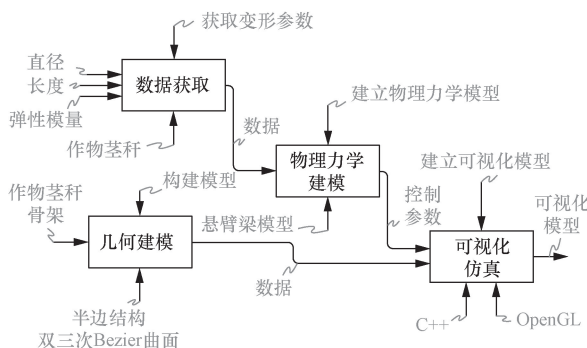 获取变形参数
直径
长度
弹性模量
数据获取
作物茎秆
数据
建立物理力学模型
物理力学
建模
作物茎秆
骨架
构建模型
悬臂梁模型
控制
参数
建立可视化模型
可视化
模型
几何建模
可视化
仿真
数据
半边结构
双三次Bezier曲面
C++
OpenGL